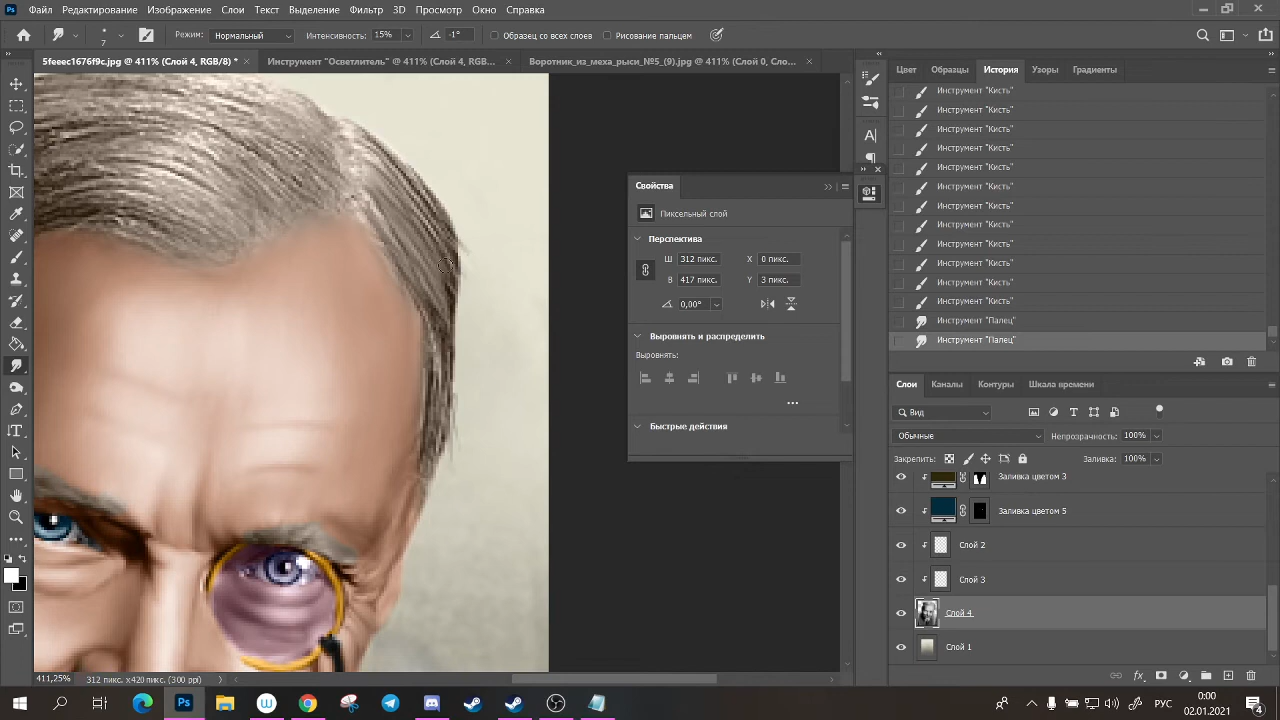 Файл Редактирование Изображение Слои Текст Выделение Фильтр 3D Просмотр Окно Справка
7 Режим: Нормальный Интенсивность: 15% -1° Образец со всех слоев Рисование пальцем
5feeec1676f9c.jpg @ 411% (Слой 4, RGB/8) * Инструмент "Осветлитель" @ 411% (Слой 4, RGB... Воротник_из_меха_рыси_№5_(9).jpg @ 411% (Слой 0, Сло...
Цвет Образцы История Узоры Градиенты
Инструмент "Кисть"
Инструмент "Кисть"
Инструмент "Кисть"
Инструмент "Кисть"
Инструмент "Кисть"
Инструмент "Кисть"
Инструмент "Кисть"
Инструмент "Кисть"
Инструмент "Кисть"
Инструмент "Кисть"
Инструмент "Кисть"
Инструмент "Кисть"
Инструмент "Палец"
Инструмент "Палец"
Свойства
Пиксельный слой
Перспектива
Ш 312 пикс. X 0 пикс.
В 417 пикс. Y 3 пикс.
0,00°
Выровнять и распределить
Выровнять:
Быстрые действия
Слои Каналы Контуры Шкала времени
Вид
Обычные Непрозрачность: 100%
Закрепить: Заливка: 100%
Заливка цветом 3
Заливка цветом 5
Слой 2
Слой 3
Слой 4
Слой 1
411,25% 312 пикс. x 420 пикс. (300 ppi)
РУС 0:00
02.01.2021